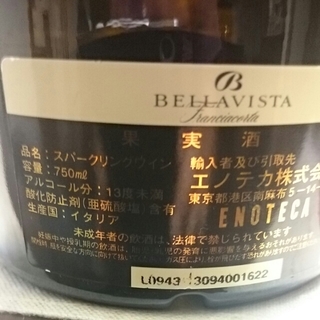 B
BELLAVISTA
Franciacorta
果 実 酒
品名：スパークリングワイン
容量：750mℓ
アルコール分：13度未満
酸化防止剤(亜硫酸塩)含有
生産国：イタリア
輸入者及び引取先
エノテカ株式会
東京都港区南麻布5-14-
ENOTECA
未成年者の飲酒は、法律で禁じられています
L0943 3094001622